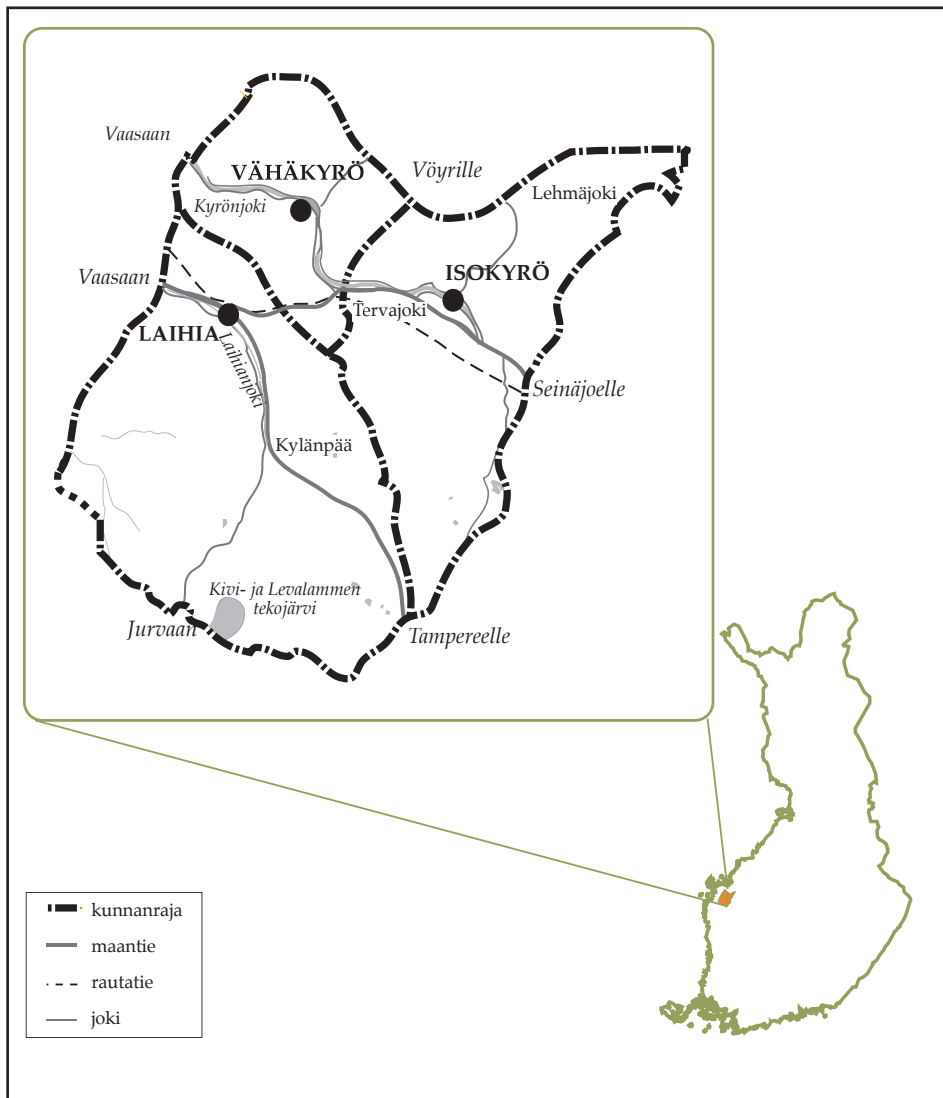 Vaasaan
VÄHÄKYRÖ
Vöyrille
Lehmäjoki
Kyrönjoki
Vaasaan
ISOKYRÖ
Tervajoki
LAIHIA
Laihianjoki
Seinäjoelle
Kylänpää
Kivi- ja Levalammen
tekojärvi
Jurvaan
Tampereelle
kunnanraja
maantie
rautatie
joki